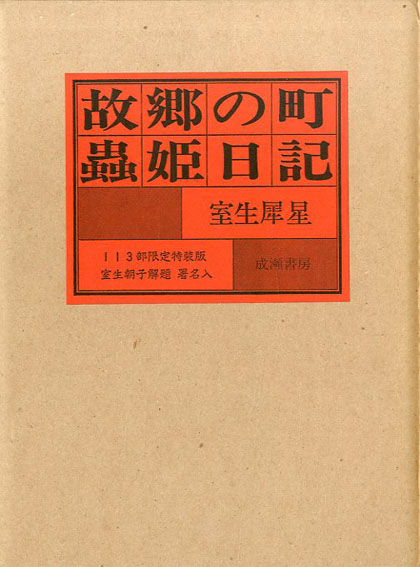 故郷の町
蟲姫日記
室生犀星
113部限定特装版
室生朝子解題 署名入
成瀬書房